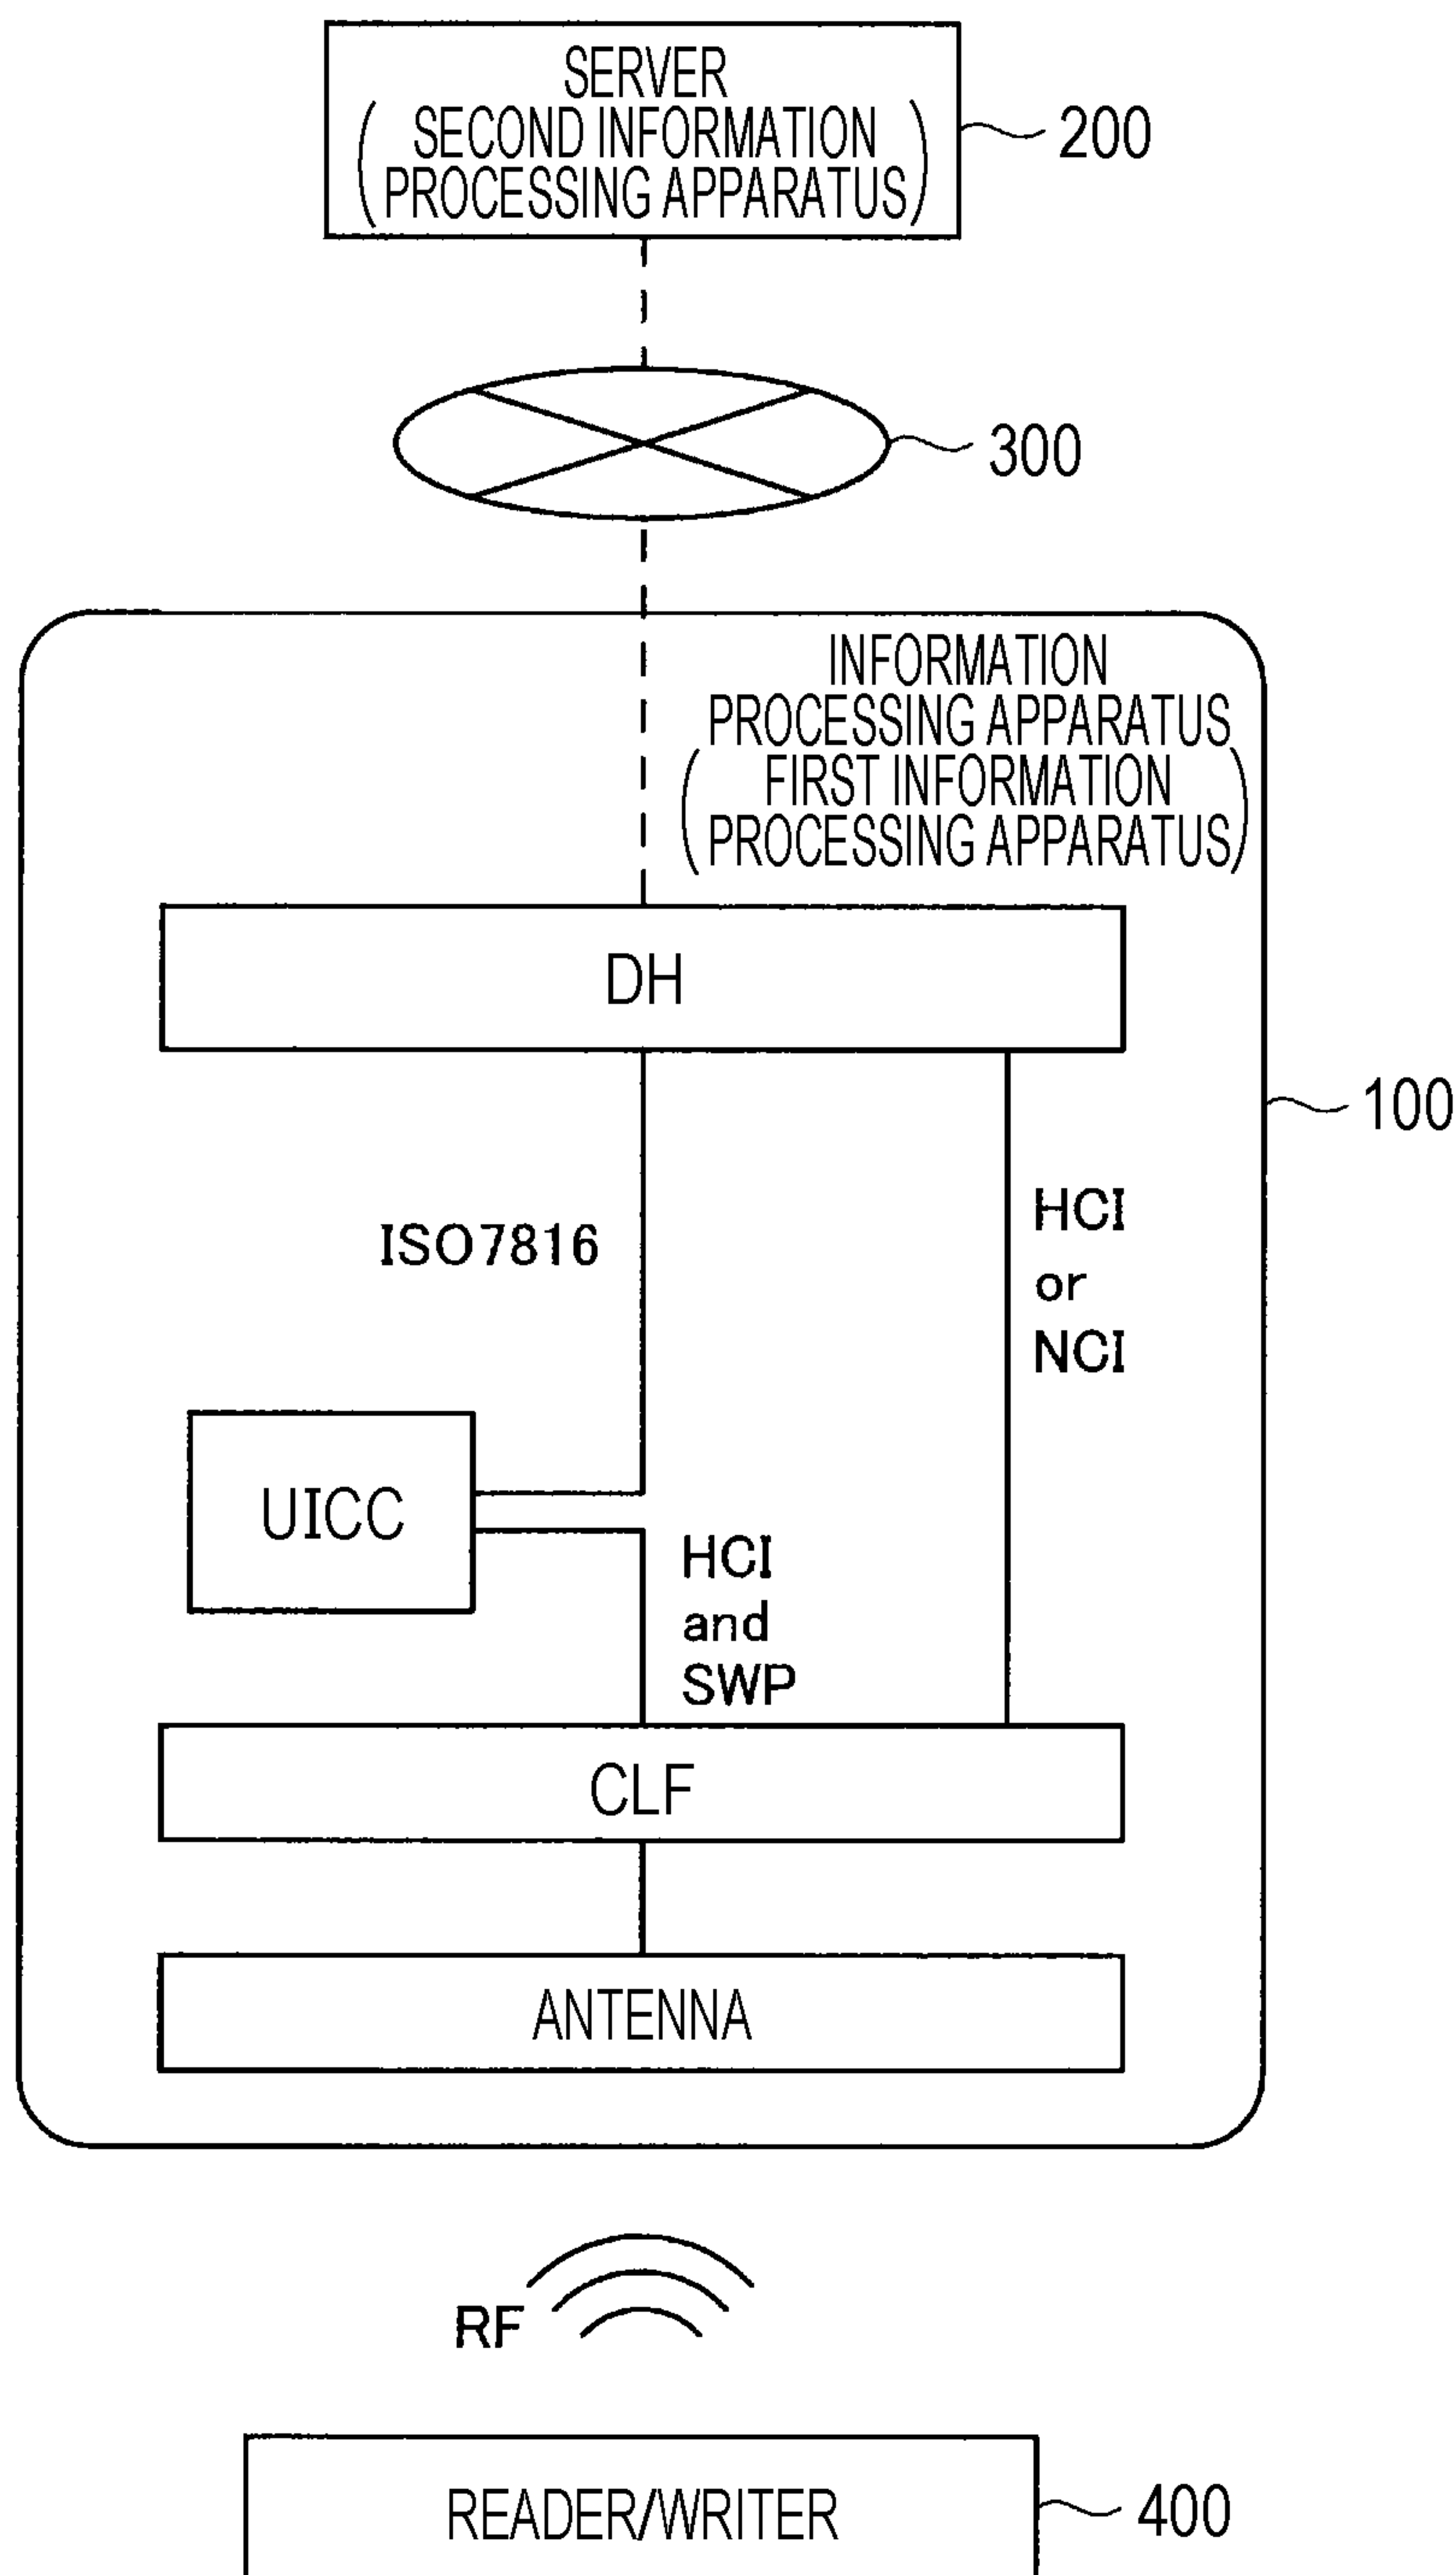 SERVER
(SECOND INFORMATION
PROCESSING APPARATUS)
200
300
INFORMATION
PROCESSING APPARATUS
(FIRST INFORMATION
PROCESSING APPARATUS)
DH
100
ISO7816
HCI
or
NCI
UICC
HCI
and
SWP
CLF
ANTENNA
RF
READER/WRITER
400